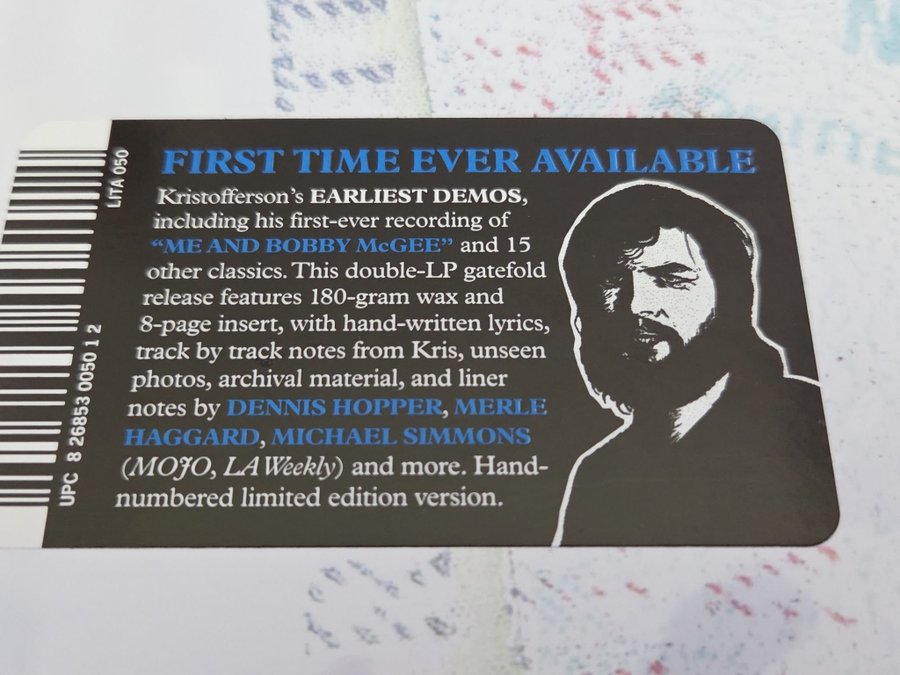 LITA 050
UPC 8 26853 0050 1 2
FIRST TIME EVER AVAILABLE
Kristofferson's EARLIEST DEMOS,
including his first-ever recording of
“ME AND BOBBY McGEE” and 15
other classics. This double-LP gatefold
release features 180-gram wax and
8-page insert, with hand-written lyrics,
track by track notes from Kris, unseen
photos, archival material, and liner
notes by DENNIS HOPPER, MERLE
HAGGARD, MICHAEL SIMMONS
(MOJO, LA Weekly) and more. Hand-
numbered limited edition version.